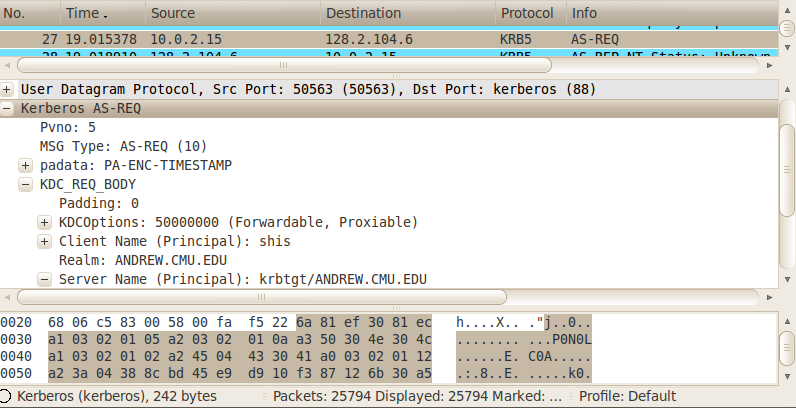 No. Time Source Destination Protocol Info
27 19.015378 10.0.2.15 128.2.104.6 KRB5 AS-REQ
28 19.018910 128.2.104.6 10.0.2.15 KRB5 AS-REP NT Status: Unknown
User Datagram Protocol, Src Port: 50563 (50563), Dst Port: kerberos (88)
Kerberos AS-REQ
Pvno: 5
MSG Type: AS-REQ (10)
padata: PA-ENC-TIMESTAMP
KDC_REQ_BODY
Padding: 0
KDCOptions: 50000000 (Forwardable, Proxiable)
Client Name (Principal): shis
Realm: ANDREW.CMU.EDU
Server Name (Principal): krbtgt/ANDREW.CMU.EDU
0020 68 06 c5 83 00 58 00 fa f5 22 6a 81 ef 30 81 ec h....X.. ."j..0..
0030 a1 03 02 01 05 a2 03 02 01 0a a3 50 30 4e 30 4c ........ ...P0N0L
0040 a1 03 02 01 02 a2 45 04 43 30 41 a0 03 02 01 12 ......E. C0A.....
0050 a2 3a 04 38 8c bd 45 e9 d9 10 f3 87 12 6b 30 a5 .:.8..E. .....k0.
Kerberos (kerberos), 242 bytes Packets: 25794 Displayed: 25794 Marked: ... Profile: Default